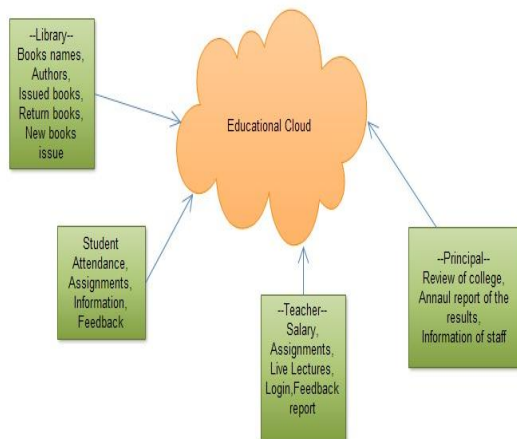 --Library--
Books names,
Authors,
Issued books,
Return books,
New books
issue
Educational Cloud
Student
Attendance,
Assignments,
Information,
Feedback
--Teacher--
Salary,
Assignments,
Live Lectures,
Login,Feedback
report
--Principal--
Review of college,
Annaul report of the
results,
Information of staff